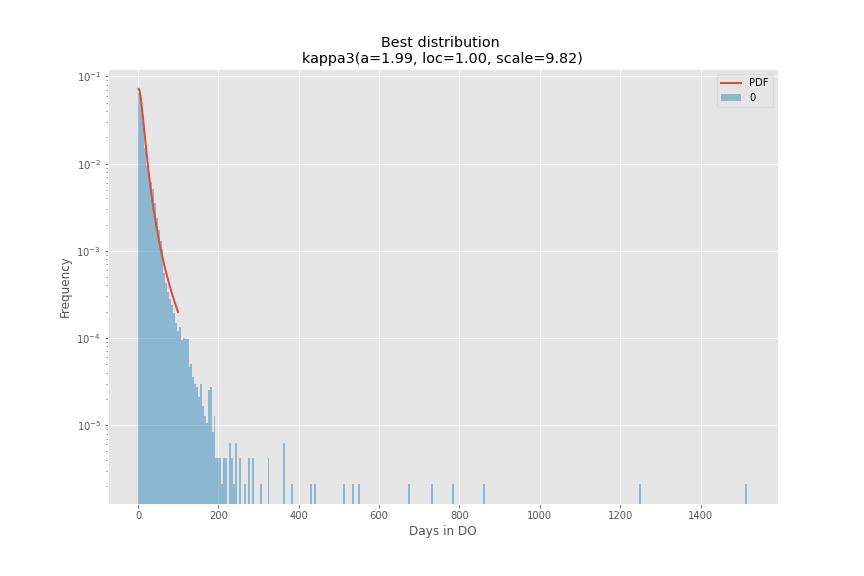 Best distribution
kappa3(a=1.99, loc=1.00, scale=9.82)
PDF
0
10⁻¹
10⁻²
10⁻³
10⁻⁴
10⁻⁵
Frequency
0 200 400 600 800 1000 1200 1400
Days in DO